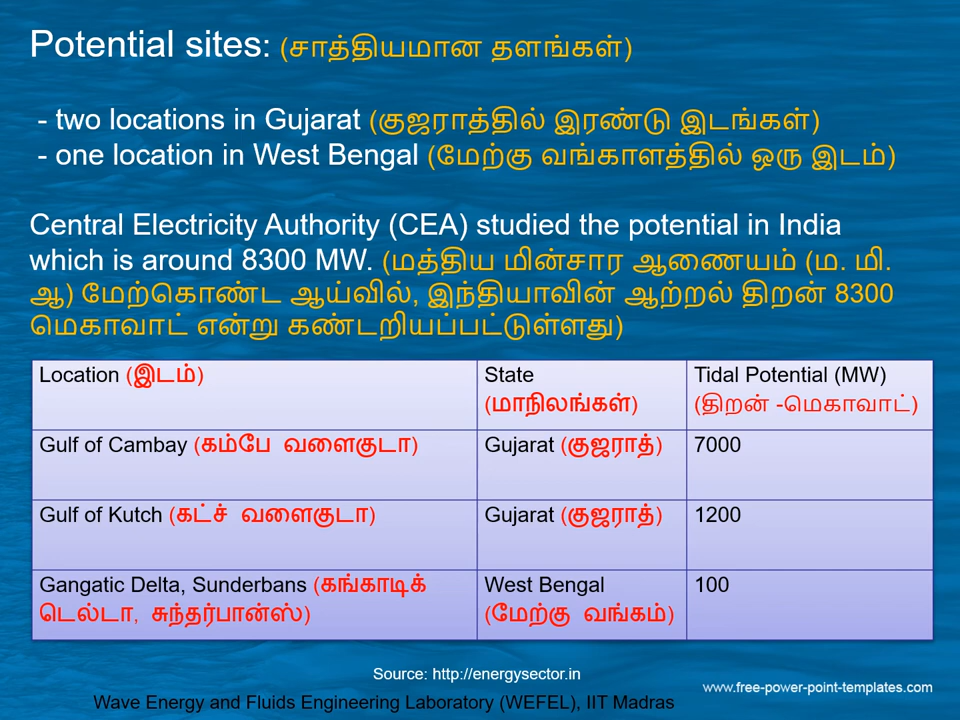 Potential sites: (சாத்தியமான தளங்கள்)
- two locations in Gujarat (குஜராத்தில் இரண்டு இடங்கள்)
- one location in West Bengal (மேற்கு வங்காளத்தில் ஒரு இடம்)
Central Electricity Authority (CEA) studied the potential in India
which is around 8300 MW. (மத்திய மின்சார ஆணையம் (ம. மி.
ஆ) மேற்கொண்ட ஆய்வில், இந்தியாவின் ஆற்றல் திறன் 8300
மெகாவாட் என்று கண்டறியப்பட்டுள்ளது)
Location (இடம்)
State
(மாநிலங்கள்)
Tidal Potential (MW)
(திறன் -மெகாவாட்)
Gulf of Cambay (கம்பே வளைகுடா)
Gujarat (குஜராத்)
7000
Gulf of Kutch (கட்ச் வளைகுடா)
Gujarat (குஜராத்)
1200
Gangatic Delta, Sunderbans (கங்காடிக்
டெல்டா, சுந்தர்பான்ஸ்)
West Bengal
(மேற்கு வங்கம்)
100
Source: http://energysector.in
www.free-power-point-templates.com
Wave Energy and Fluids Engineering Laboratory (WEFEL), IIT Madras